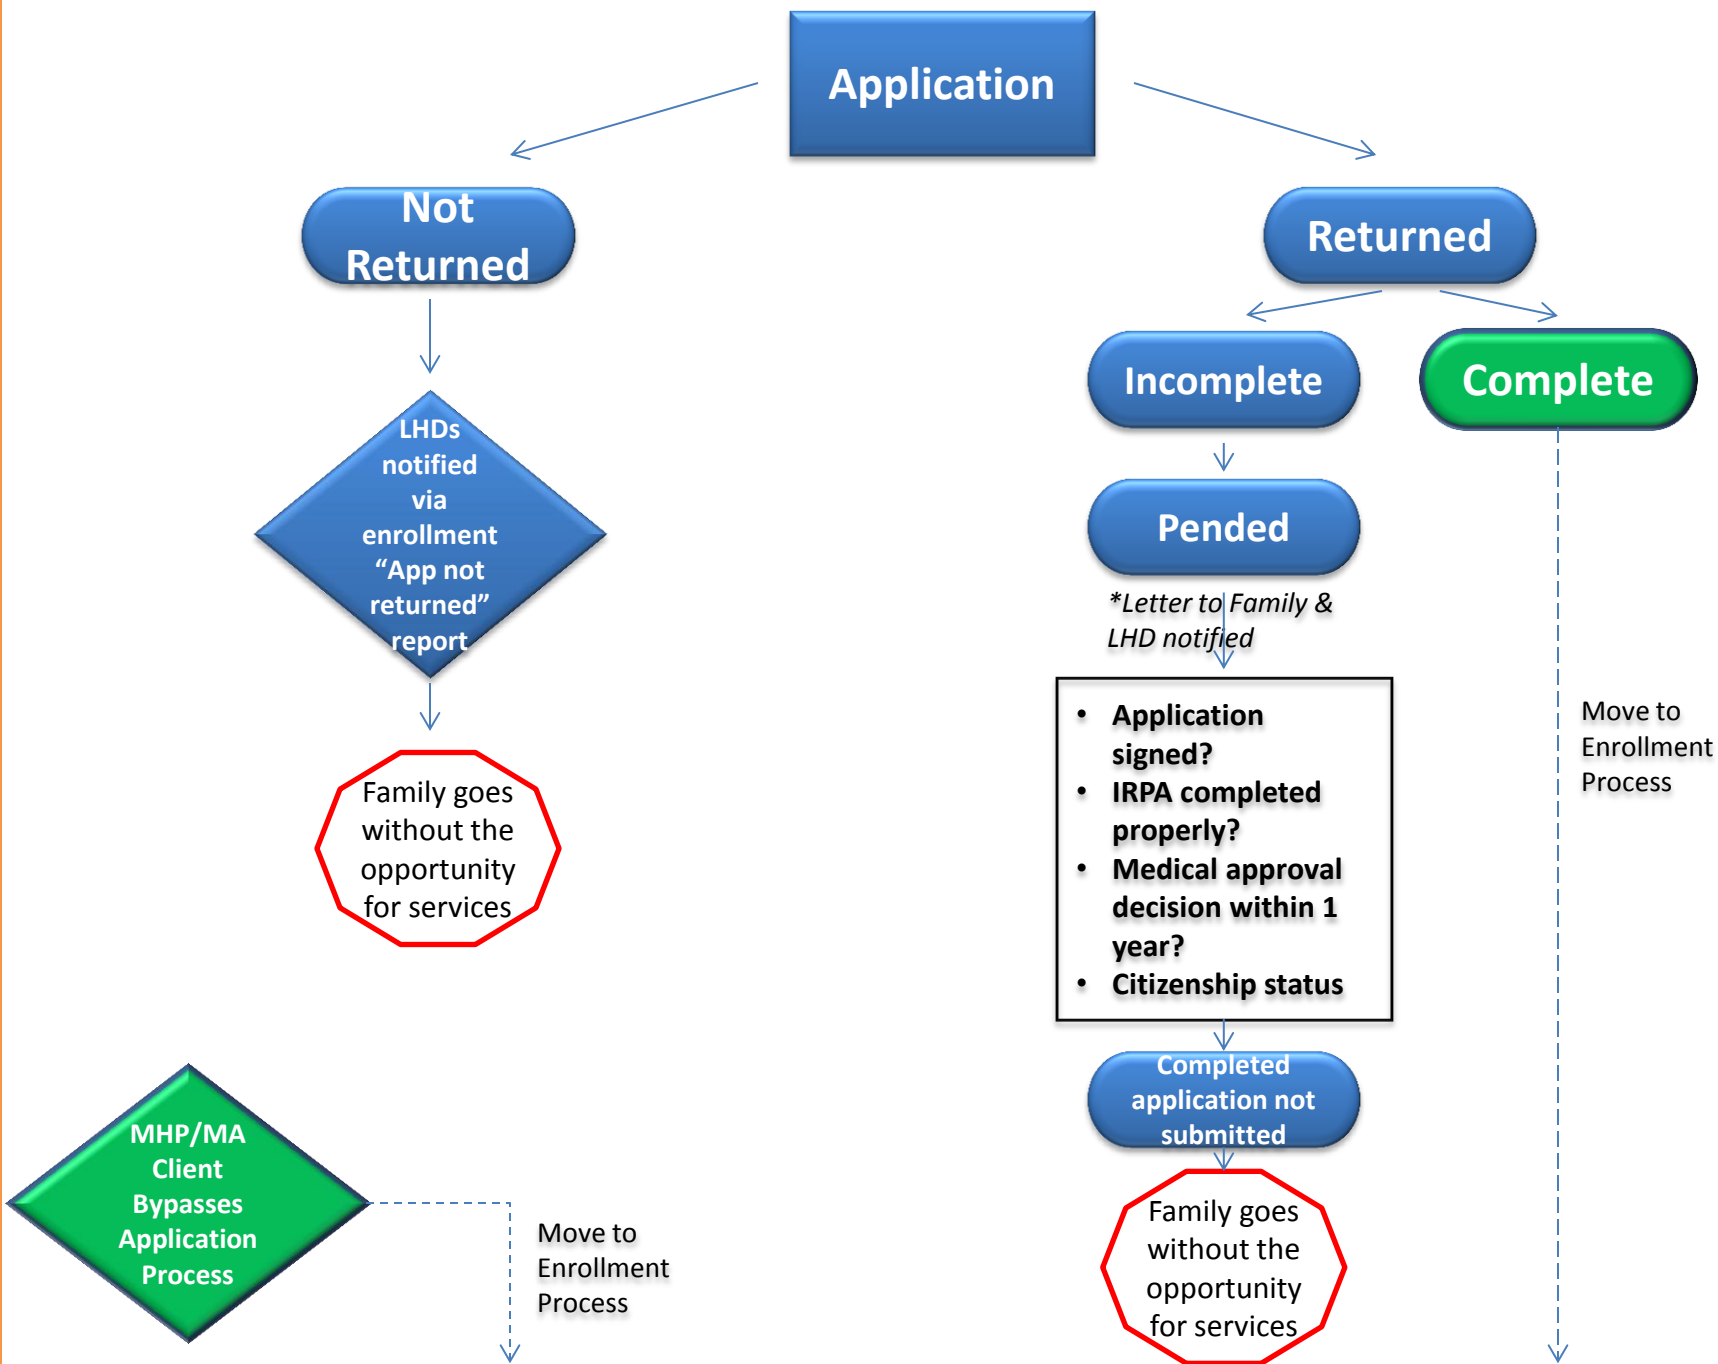 Application
Not
Returned
Returned
Incomplete
Complete
LHDs
notified
via
enrollment
“App not
returned”
report
Pended
*Letter to Family &
LHD notified
• Application
signed?
• IRPA completed
properly?
• Medical approval
decision within 1
year?
• Citizenship status
Move to
Enrollment
Process
Family goes
without the
opportunity
for services
Completed
application not
submitted
MHP/MA
Client
Bypasses
Application
Process
Move to
Enrollment
Process
Family goes
without the
opportunity
for services